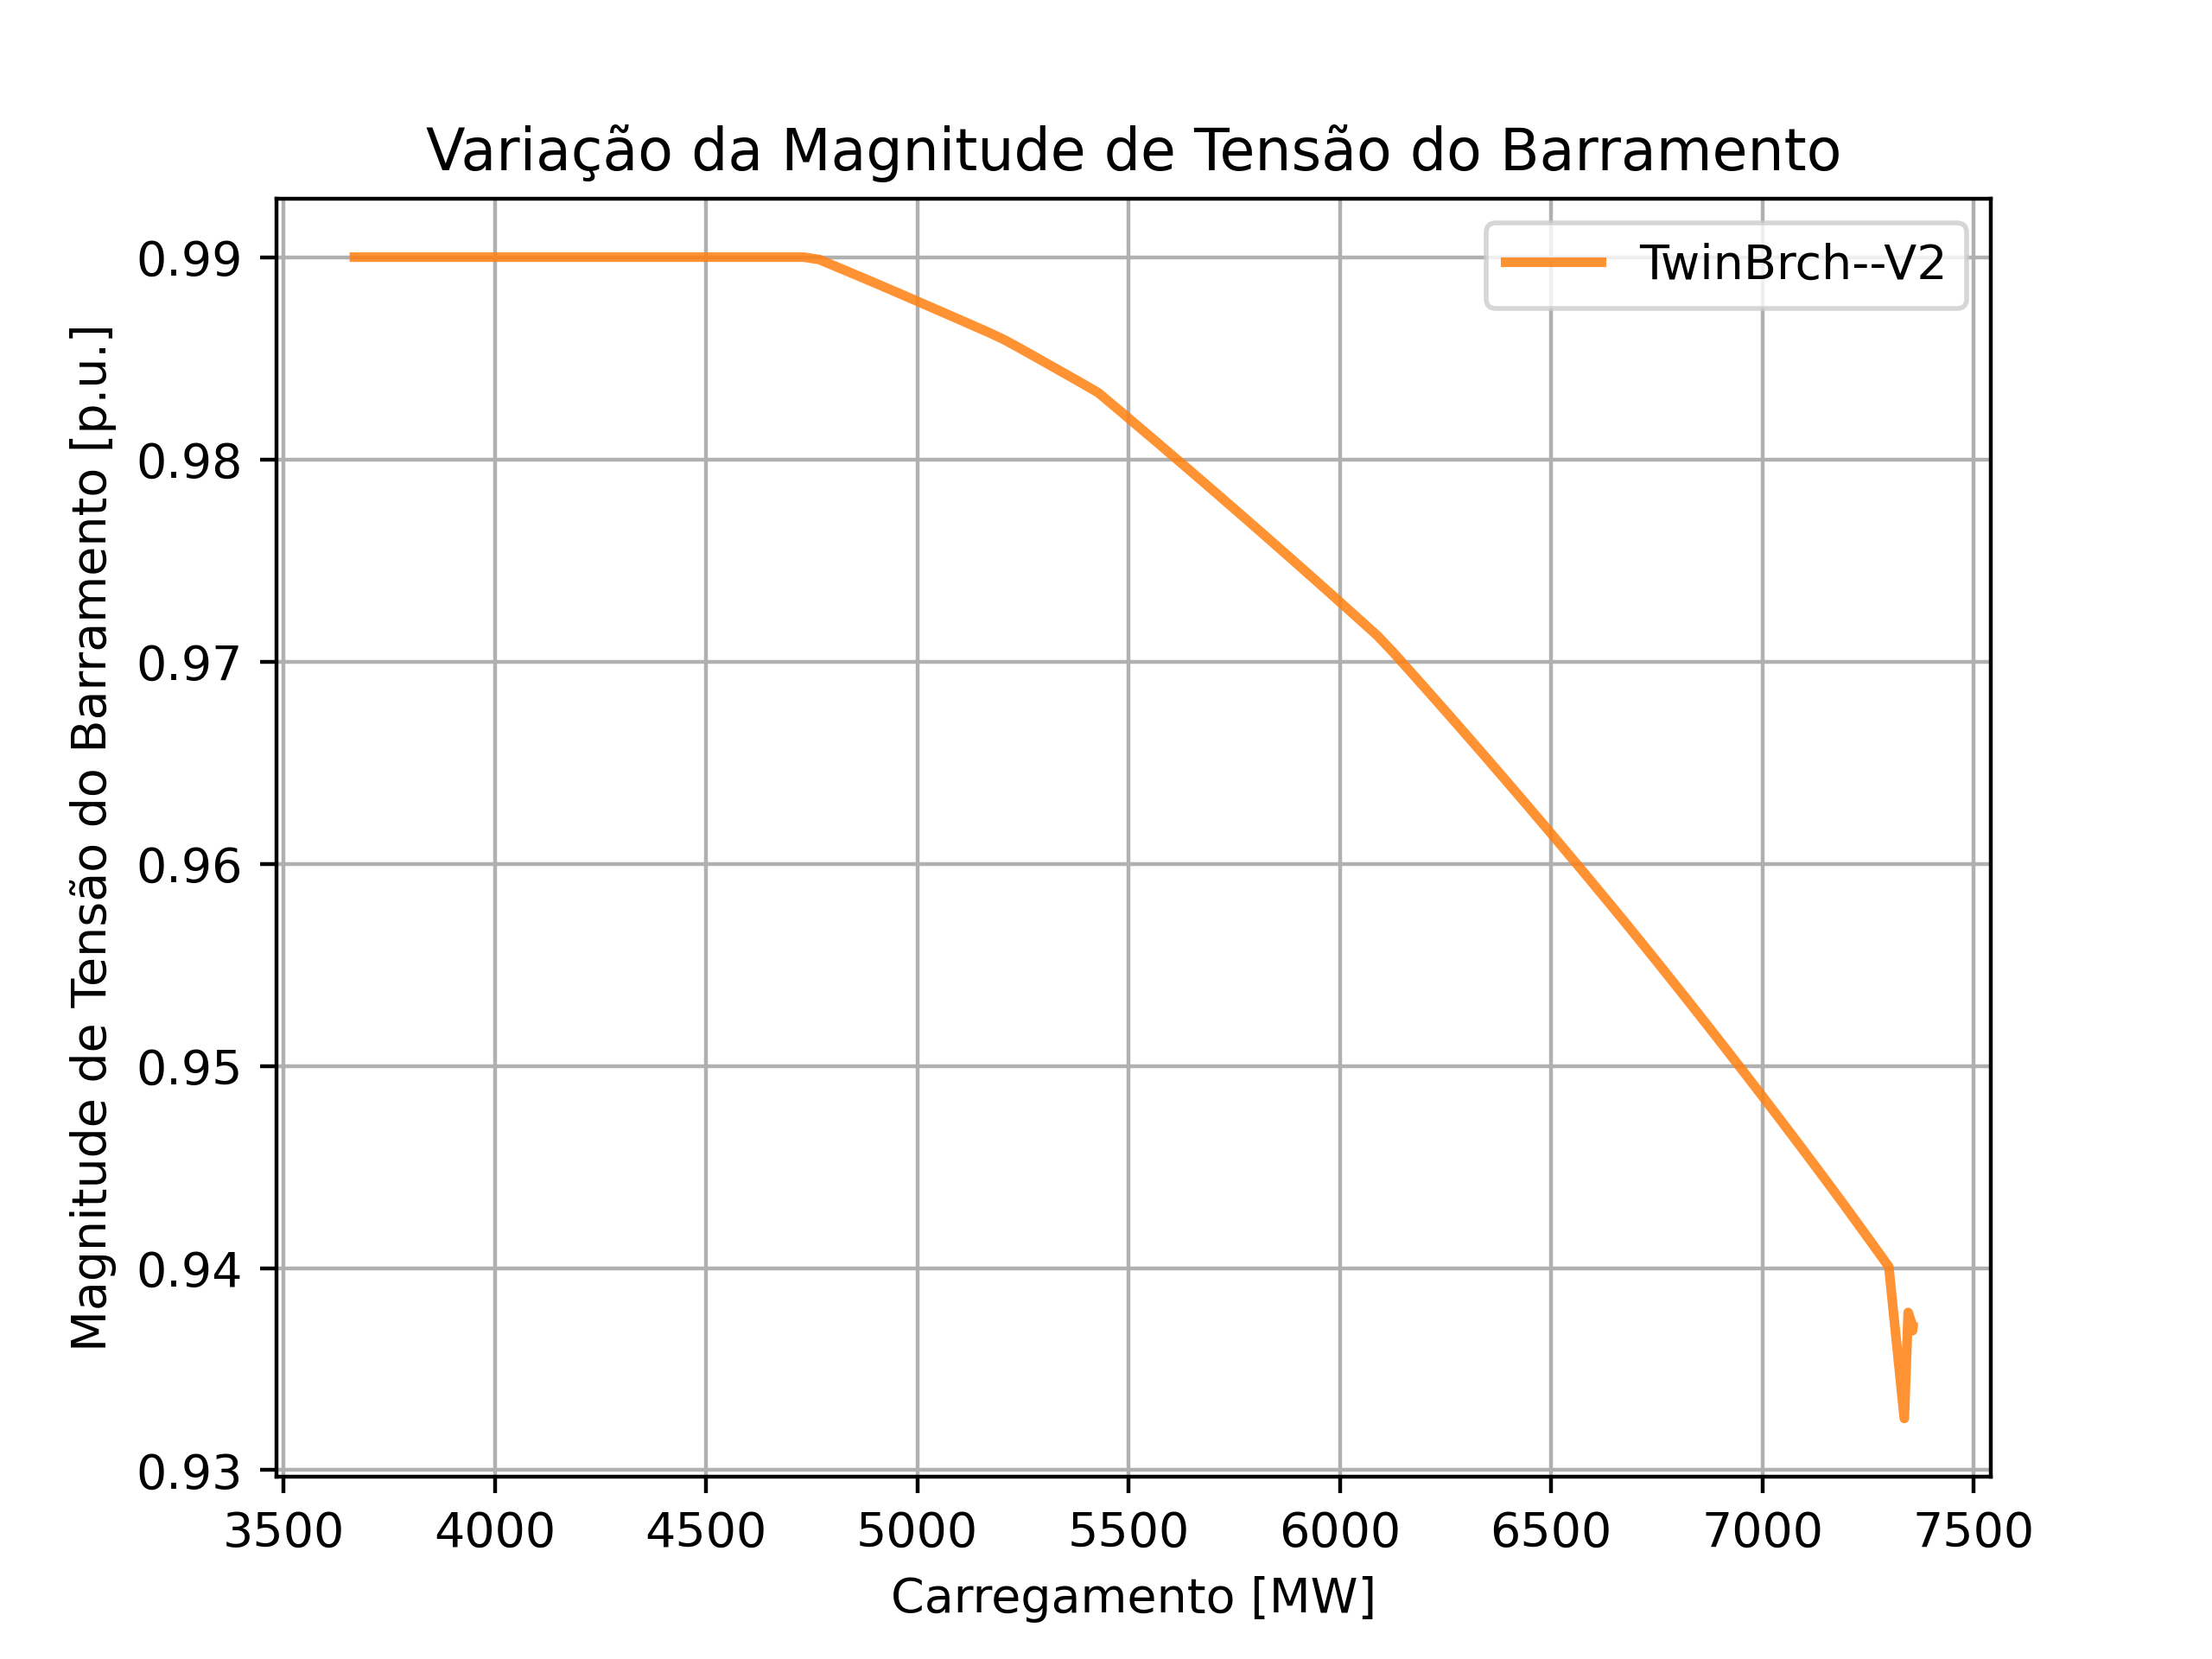 Variação da Magnitude de Tensão do Barramento
TwinBrch--V2
Magnitude de Tensão do Barramento [p.u.]
0.99
0.98
0.97
0.96
0.95
0.94
0.93
3500 4000 4500 5000 5500 6000 6500 7000 7500
Carregamento [MW]